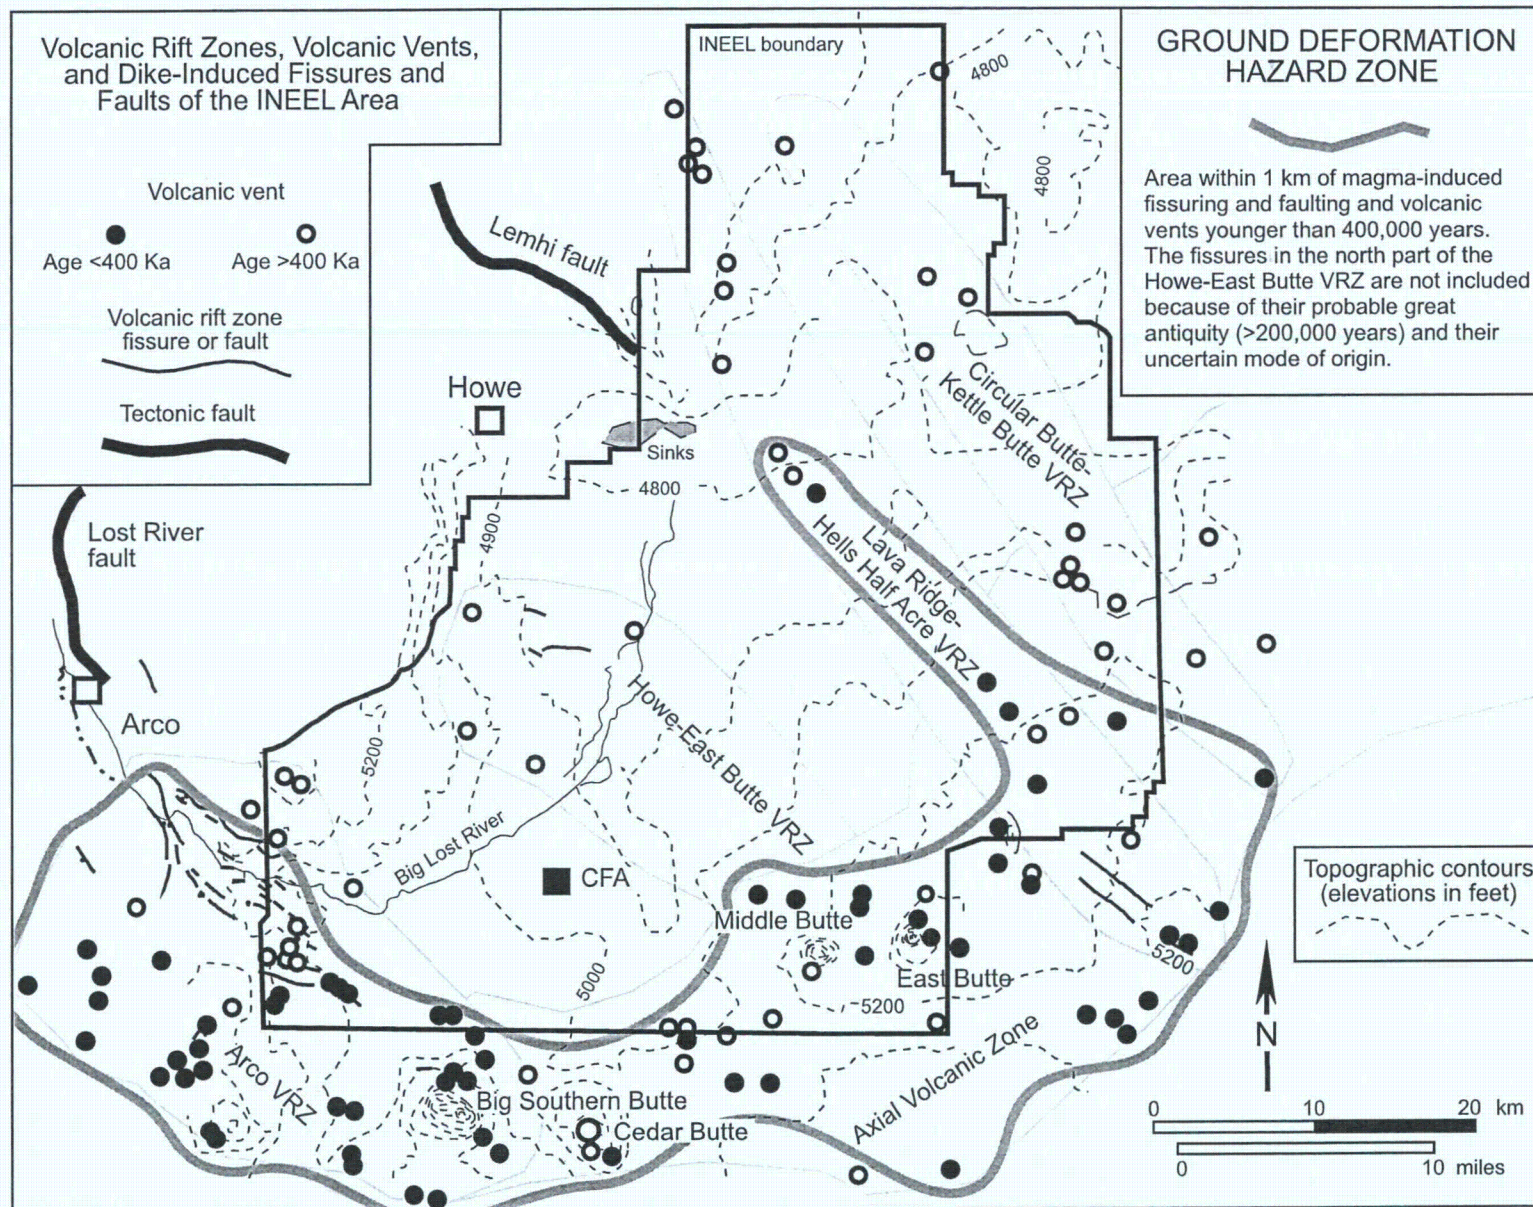 Volcanic Rift Zones, Volcanic Vents,
and Dike-Induced Fissures and
Faults of the INEEL Area
Volcanic vent
Age <400 Ka
Age >400 Ka
Volcanic rift zone
fissure or fault
Tectonic fault
INEEL boundary
4800
4800
GROUND DEFORMATION
HAZARD ZONE
Area within 1 km of magma-induced
fissuring and faulting and volcanic
vents younger than 400,000 years.
The fissures in the north part of the
Howe-East Butte VRZ are not included
because of their probable great
antiquity (>200,000 years) and their
uncertain mode of origin.
Lemhi fault
Howe
Sinks
4800
4900
Circular Butte-
Kettle Butte VRZ
Lava Ridge-
Hells Half Acre VRZ
Lost River
fault
Arco
5200
Howe-East Butte VRZ
Big Lost River
CFA
Middle Butte
East Butte
5200
5200
5000
Topographic contours
(elevations in feet)
Arco VRZ
Big Southern Butte
Cedar Butte
Axial Volcanic Zone
N
0 10 20 km
0 10 miles